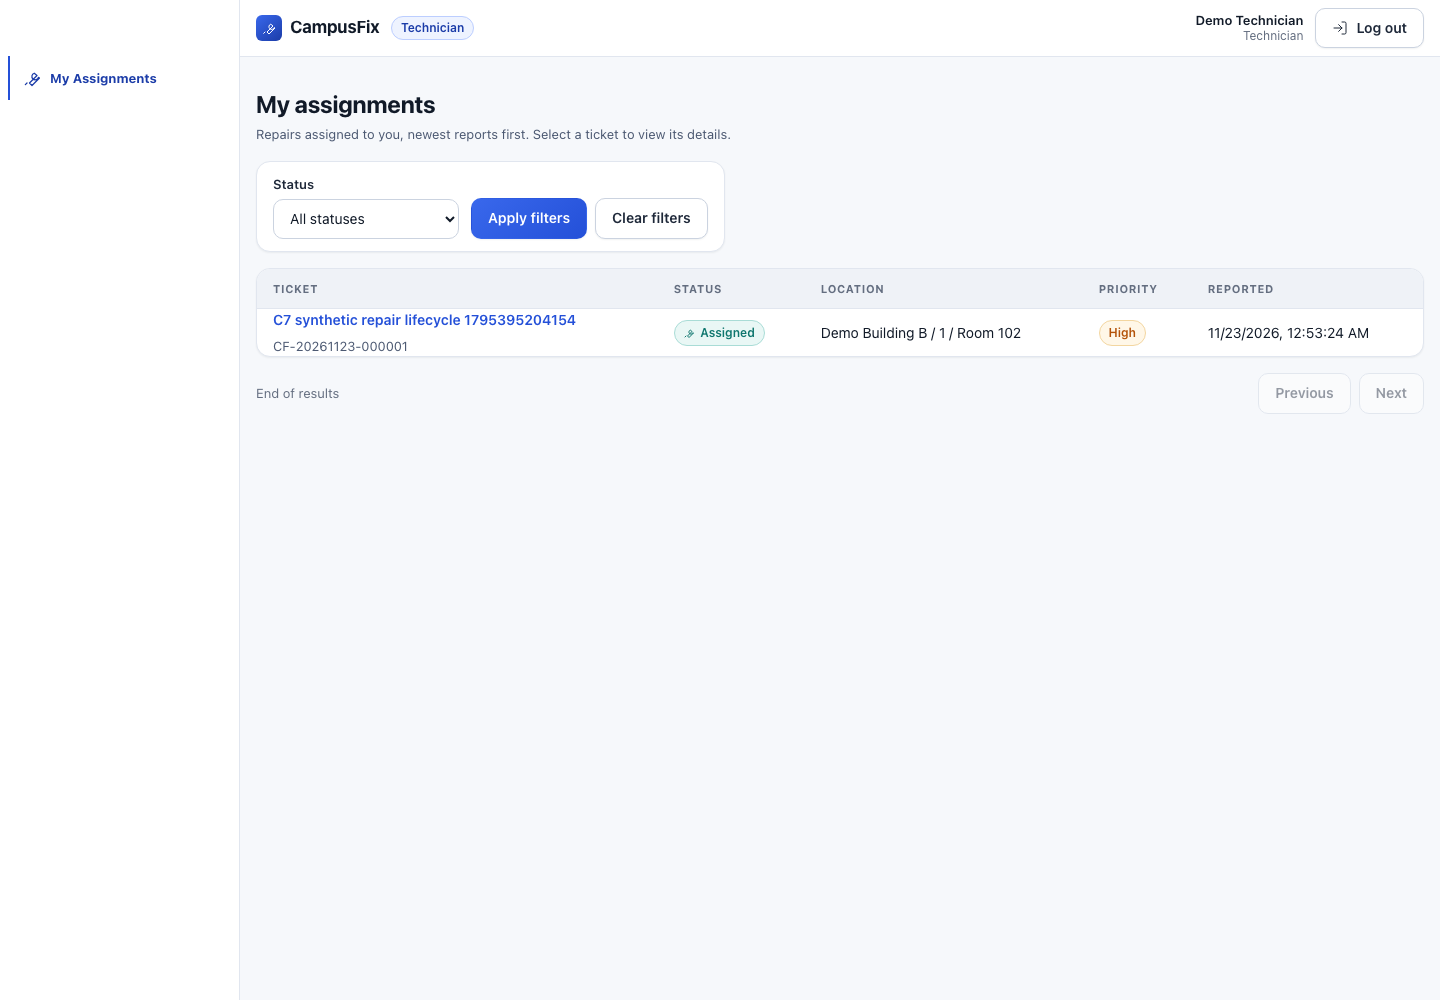 CampusFix Technician
Demo Technician
Technician
Log out
My Assignments
My assignments
Repairs assigned to you, newest reports first. Select a ticket to view its details.
Status
All statuses Apply filters Clear filters
TICKET STATUS LOCATION PRIORITY REPORTED
C7 synthetic repair lifecycle 1795395204154
CF-20261123-000001
Assigned Demo Building B / 1 / Room 102 High 11/23/2026, 12:53:24 AM
End of results Previous Next